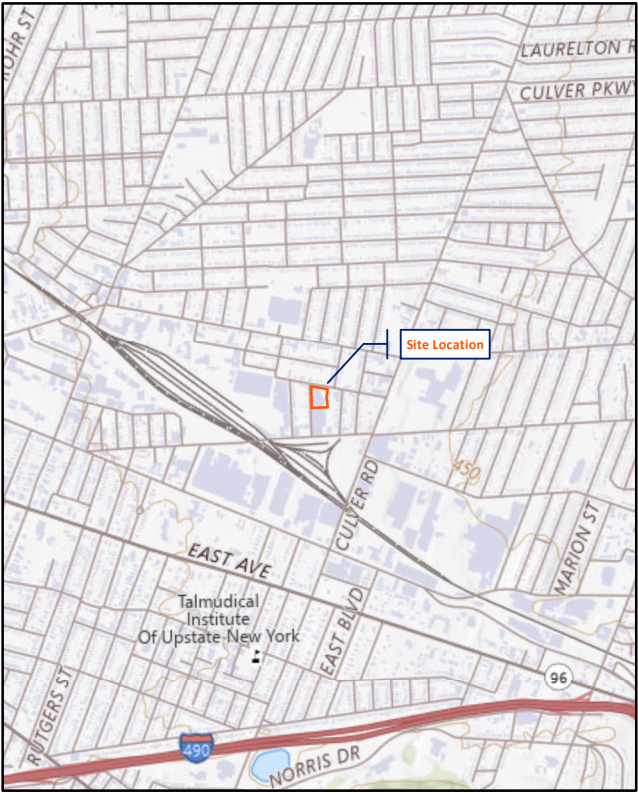 ROHR ST
LAURELTON R
CULVER PKWY
Site Location
450
CULVER RD
MARION ST
EAST AVE
Talmudical
Institute
Of Upstate New York
EAST BLVD
96
RUTGERS ST
490
NORRIS DR